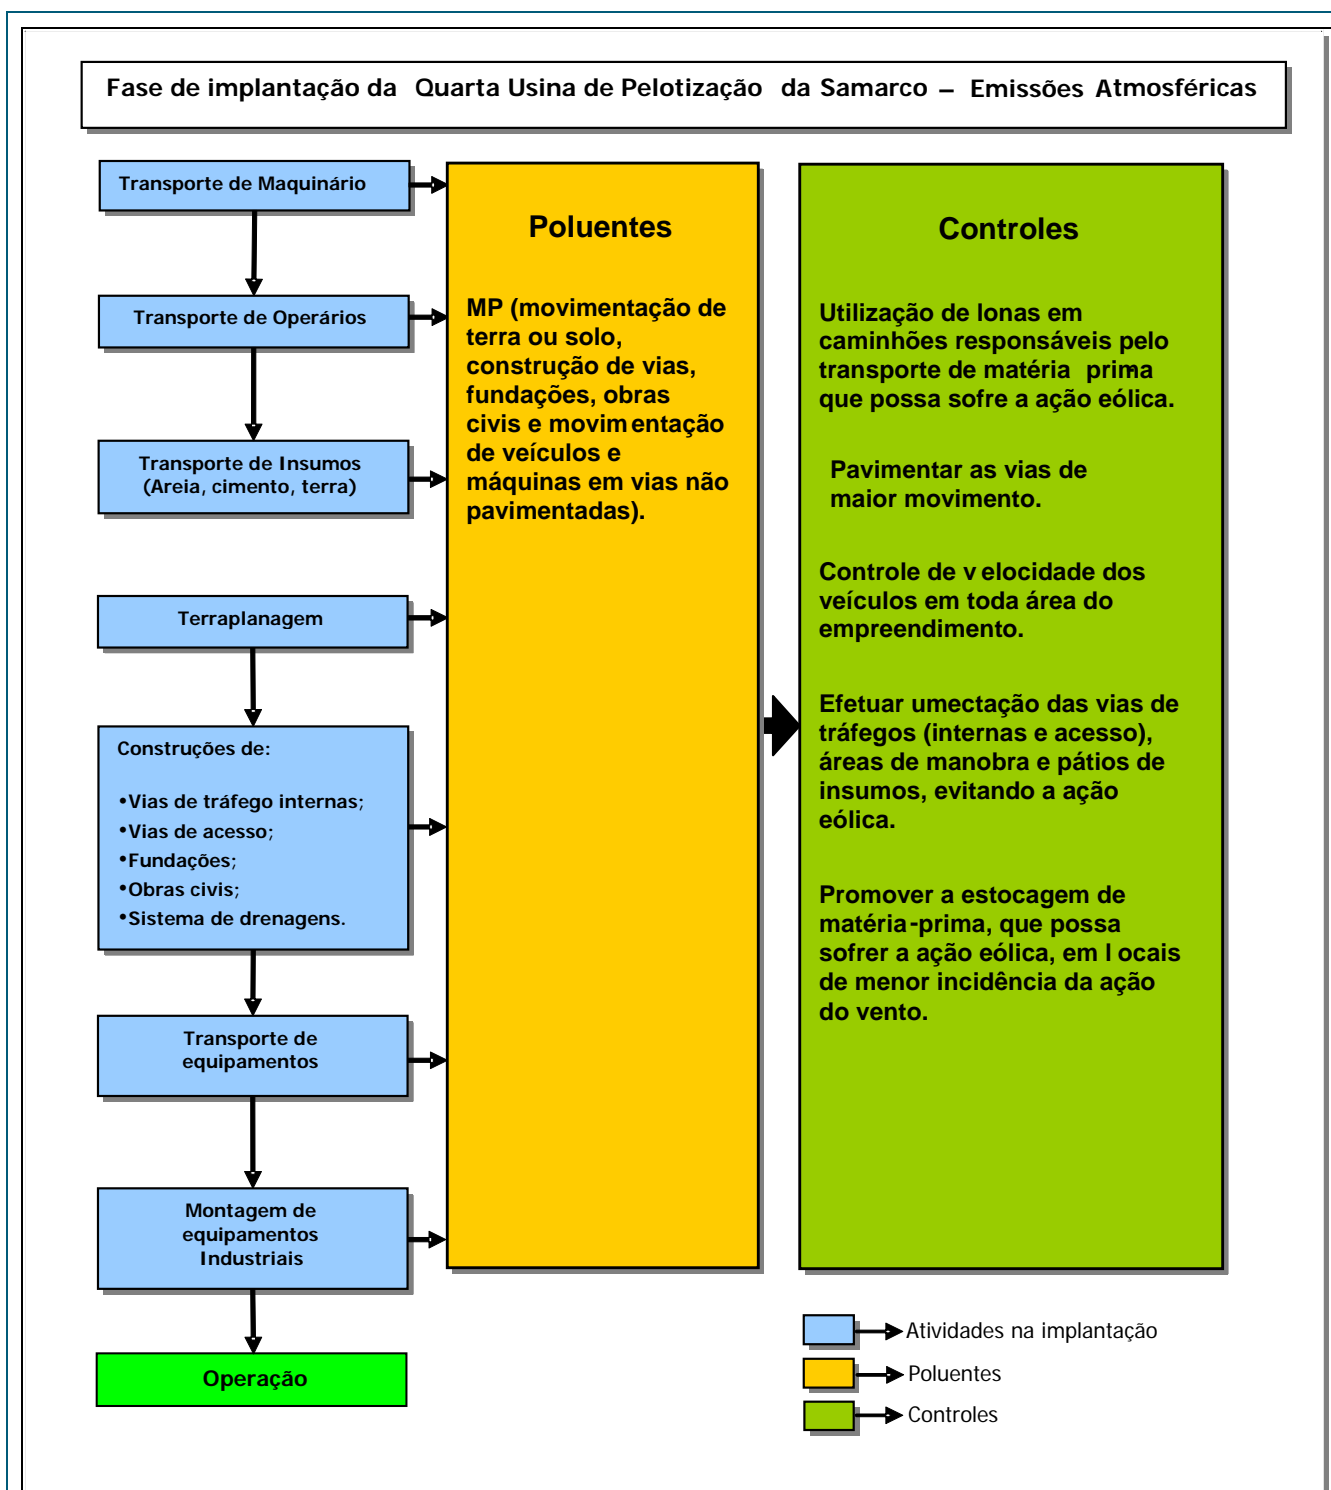 Fase de implantação da Quarta Usina de Pelotização da Samarco – Emissões Atmosféricas
Transporte de Maquinário
Transporte de Operários
Transporte de Insumos
(Areia, cimento, terra)
Terraplanagem
Construções de:
•Vias de tráfego internas;
•Vias de acesso;
•Fundações;
•Obras civis;
•Sistema de drenagens.
Transporte de
equipamentos
Montagem de
equipamentos
Industriais
Operação
Poluentes
MP (movimentação de
terra ou solo,
construção de vias,
fundações, obras
civis e movimentação
de veículos e
máquinas em vias não
pavimentadas).
Controles
Utilização de lonas em
caminhões responsáveis pelo
transporte de matéria-prima
que possa sofre a ação eólica.
Pavimentar as vias de
maior movimento.
Controle de velocidade dos
veículos em toda área do
empreendimento.
Efetuar umectação das vias de
tráfegos (internas e acesso),
áreas de manobra e pátios de
insumos, evitando a ação
eólica.
Promover a estocagem de
matéria-prima, que possa
sofrer a ação eólica, em locais
de menor incidência da ação
do vento.
Atividades na implantação
Poluentes
Controles